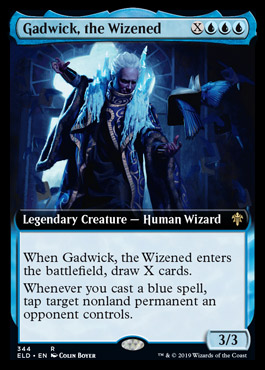 Gadwick, the Wizened XUUU
Legendary Creature — Human Wizard
When Gadwick, the Wizened enters
the battlefield, draw X cards.
Whenever you cast a blue spell,
tap target nonland permanent an
opponent controls.
3/3
344 R
ELD • EN Colin Boyer
™ & © 2019 Wizards of the Coast